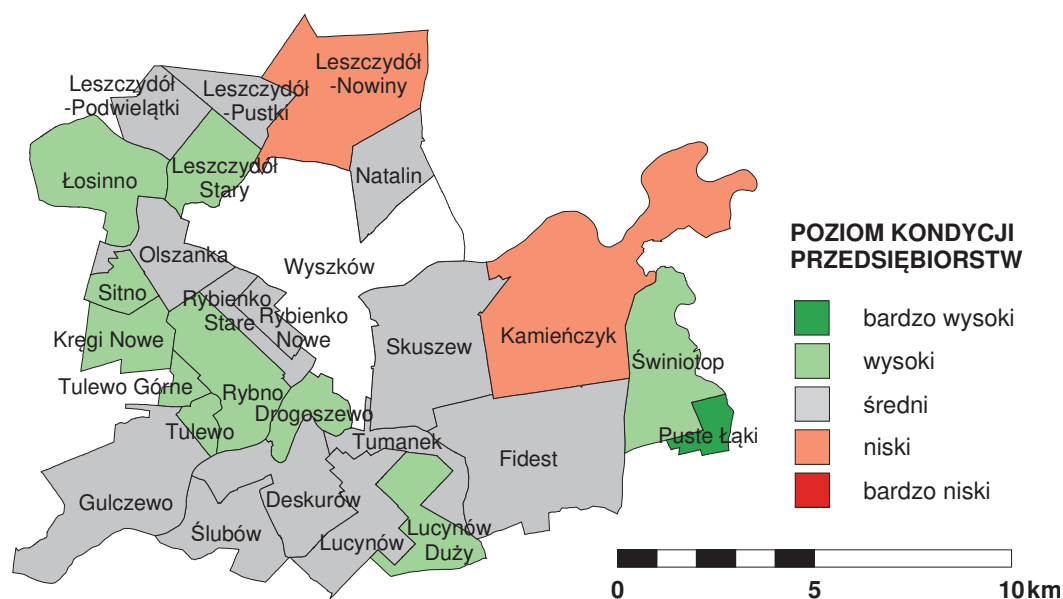 Leszczydół
-Podwielątki
Leszczydół
-Pustki
Leszczydół
-Nowiny
Łosinno
Leszczydół
Stary
Natalin
Olszanka
Wyszków
Sitno
Rybienko
Stare
Rybienko
Nowe
Kręgi Nowe
Skuszew
Kamieńczyk
Świniotop
Tulewo Górne
Rybno
Drogoszewo
Tulewo
Tumanek
Puste Łąki
Fidest
Gulczewo
Deskurów
Ślubów
Lucynów
Lucynów
Duży
POZIOM KONDYCJI
PRZEDSIĘBIORSTW
bardzo wysoki
wysoki
średni
niski
bardzo niski
0 5 10 km